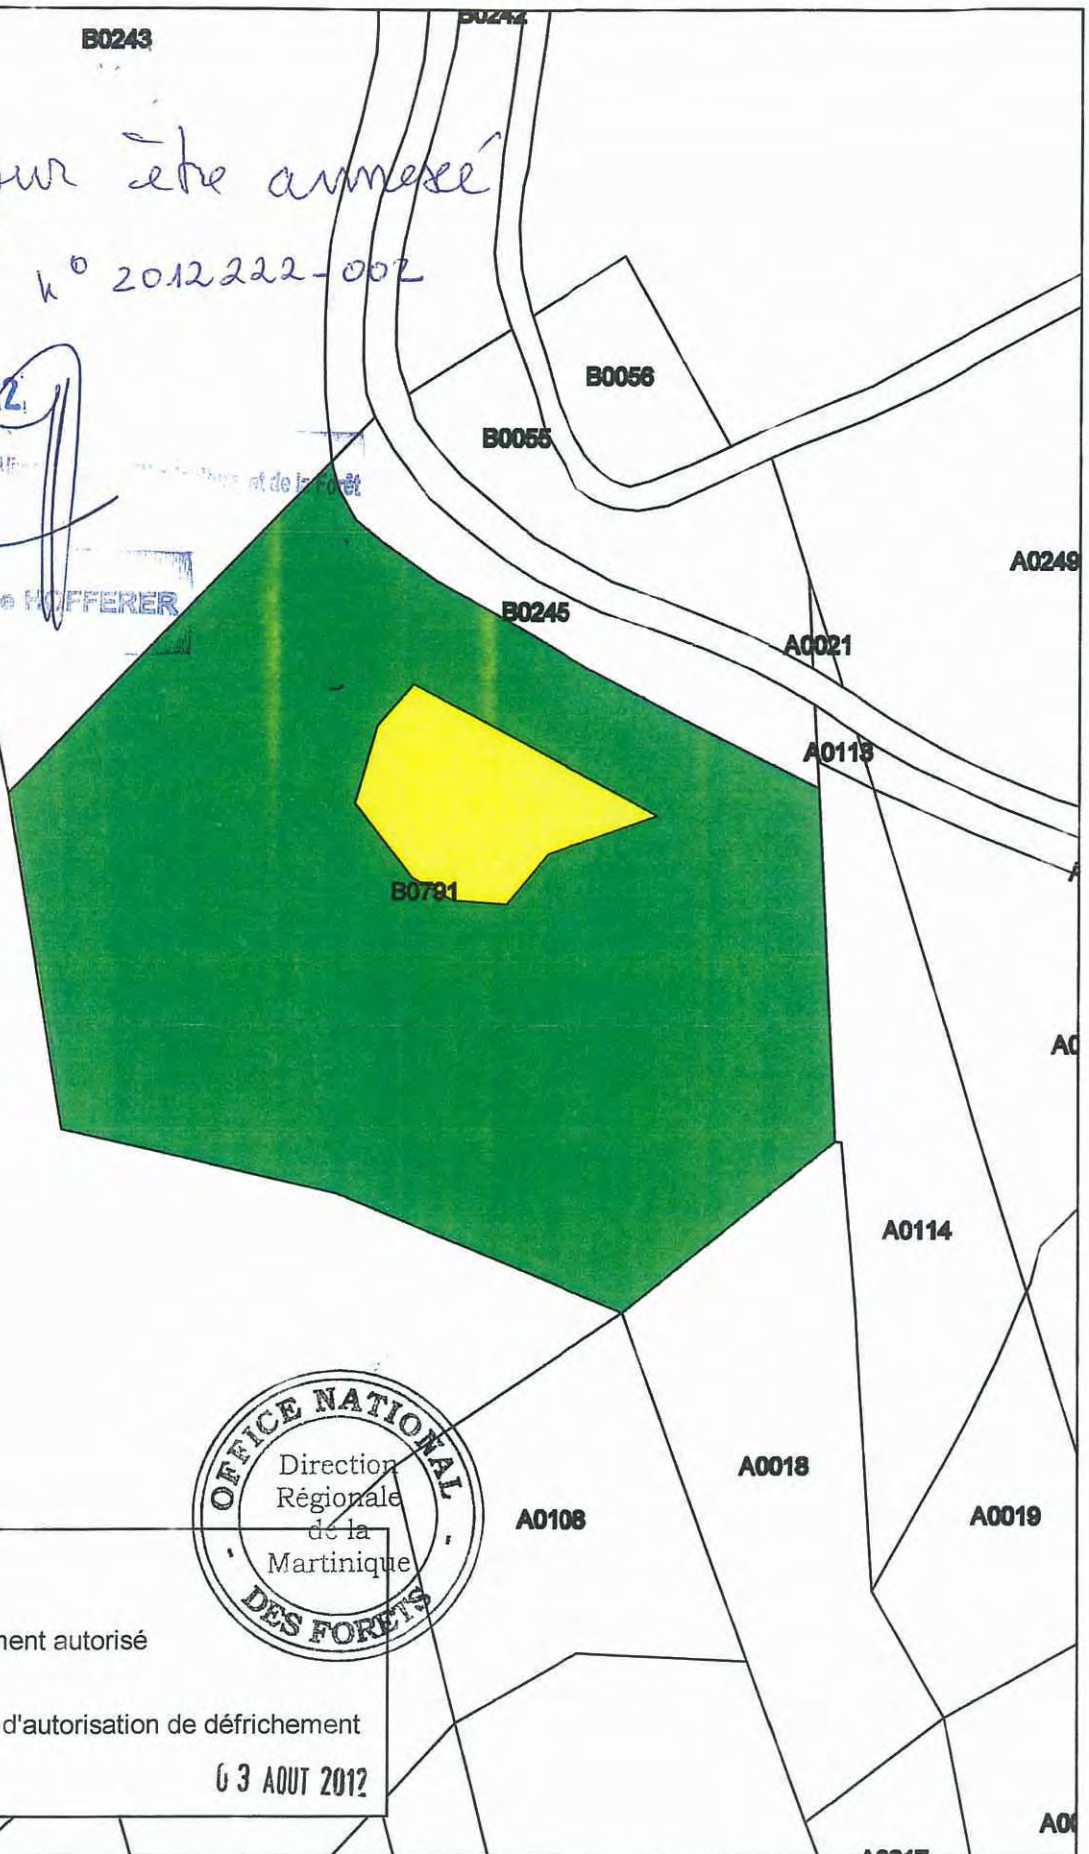 B0243
B0242
être annexé
n° 2012222-002
B0056
B0055
et de la Forêt
A0249
HOFFERER
B0245
A0021
A0113
B0791
A0114
OFFICE NATIONAL
Direction
Régionale
de la
Martinique
DES FORETS
A0018
A0108
A0019
autorisé
d'autorisation de défrichement
03 AOUT 2012